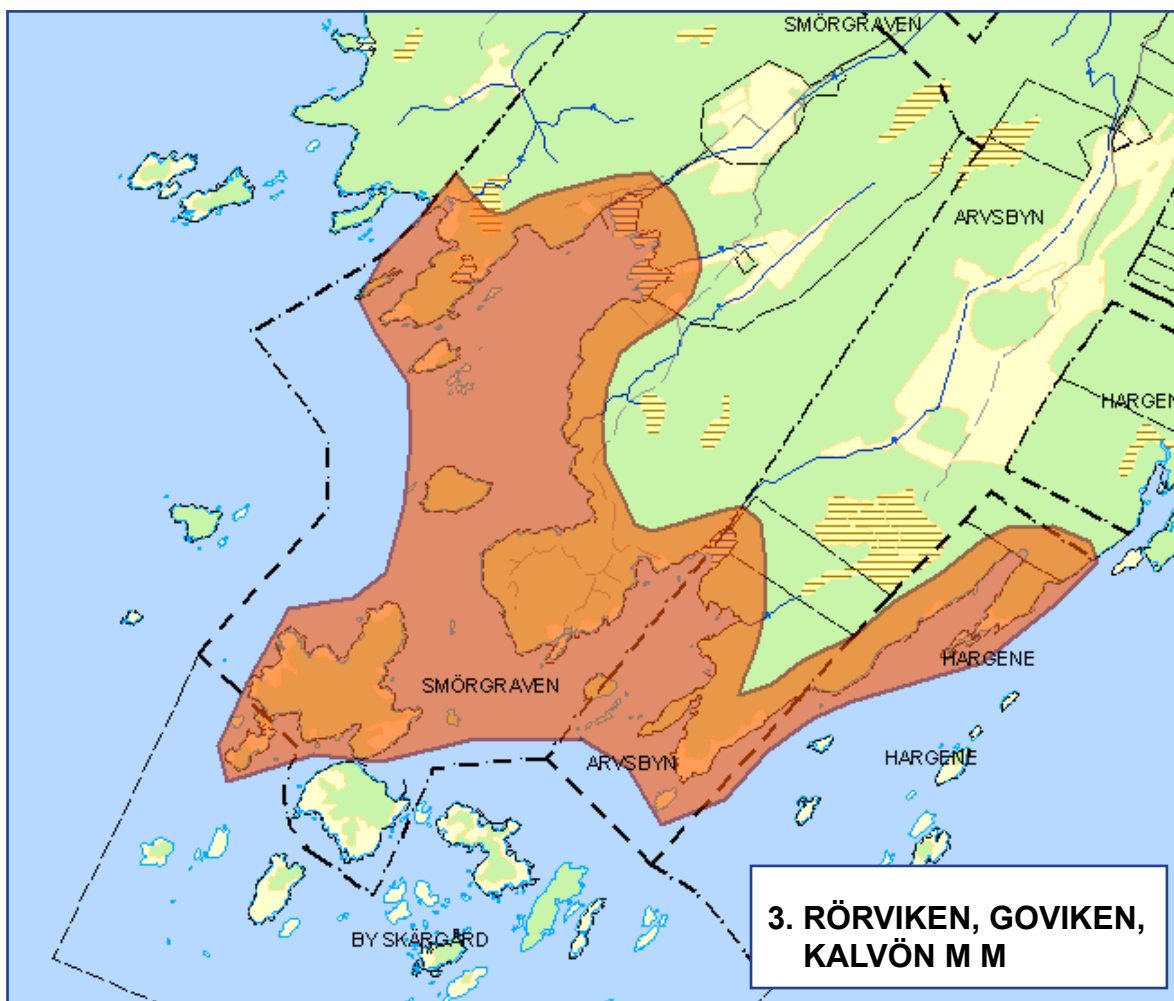 SMÖRGRAVEN
ARVSBYN
HARGEN
HARGENE
SMÖRGRAVEN
ARVSBYN
HARGENE
BY SKÄRGÅRD
3. RÖRVIKEN, GOVIKEN,
KALVÖN M M